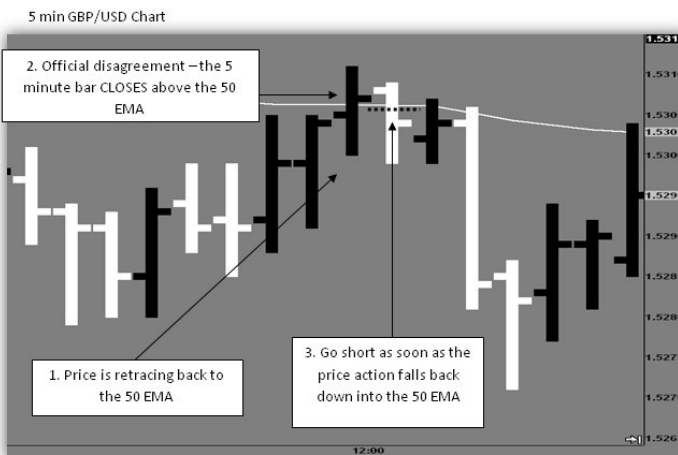 5 min GBP/USD Chart
2. Official disagreement – the 5
minute bar CLOSES above the 50
EMA
1. Price is retracing back to
the 50 EMA
3. Go short as soon as the
price action falls back
down into the 50 EMA
1.531
1.5310
1.530
1.530
1.530
1.529
1.5290
1.528
1.5280
1.527
1.5270
1.526
12:00